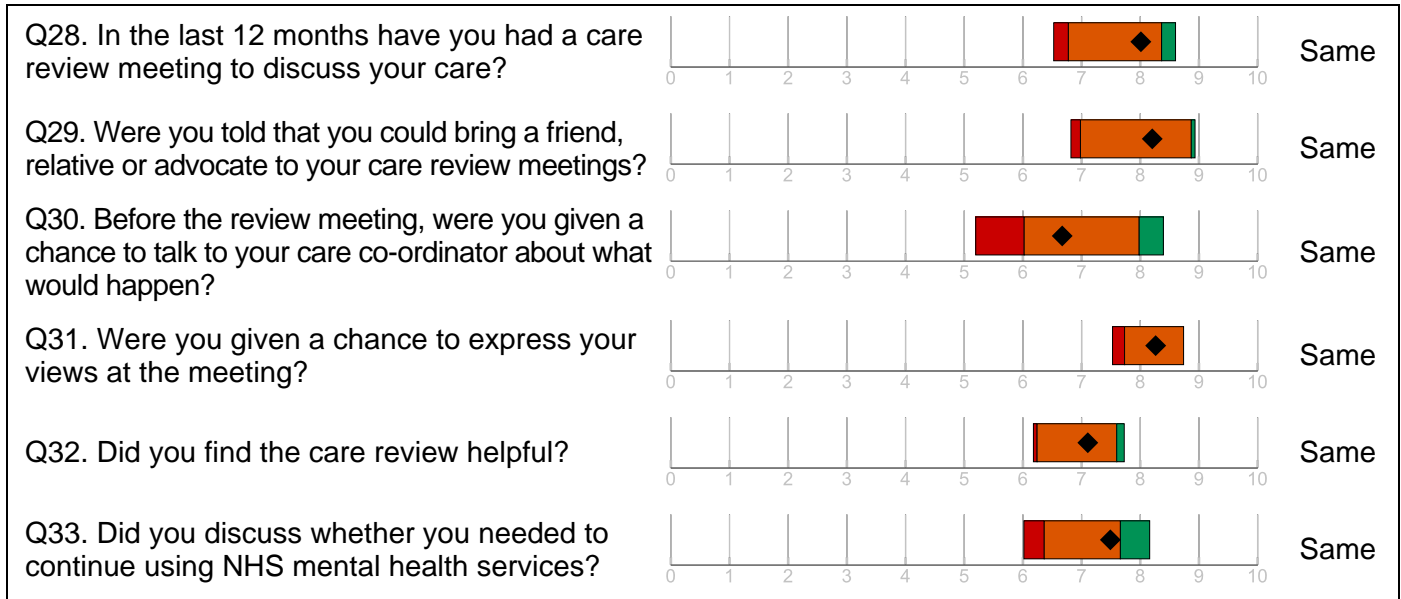 Q28. In the last 12 months have you had a care
review meeting to discuss your care?
0 1 2 3 4 5 6 7 8 9 10
Same
Q29. Were you told that you could bring a friend,
relative or advocate to your care review meetings?
0 1 2 3 4 5 6 7 8 9 10
Same
Q30. Before the review meeting, were you given a
chance to talk to your care co-ordinator about what
would happen?
0 1 2 3 4 5 6 7 8 9 10
Same
Q31. Were you given a chance to express your
views at the meeting?
0 1 2 3 4 5 6 7 8 9 10
Same
Q32. Did you find the care review helpful?
0 1 2 3 4 5 6 7 8 9 10
Same
Q33. Did you discuss whether you needed to
continue using NHS mental health services?
0 1 2 3 4 5 6 7 8 9 10
Same